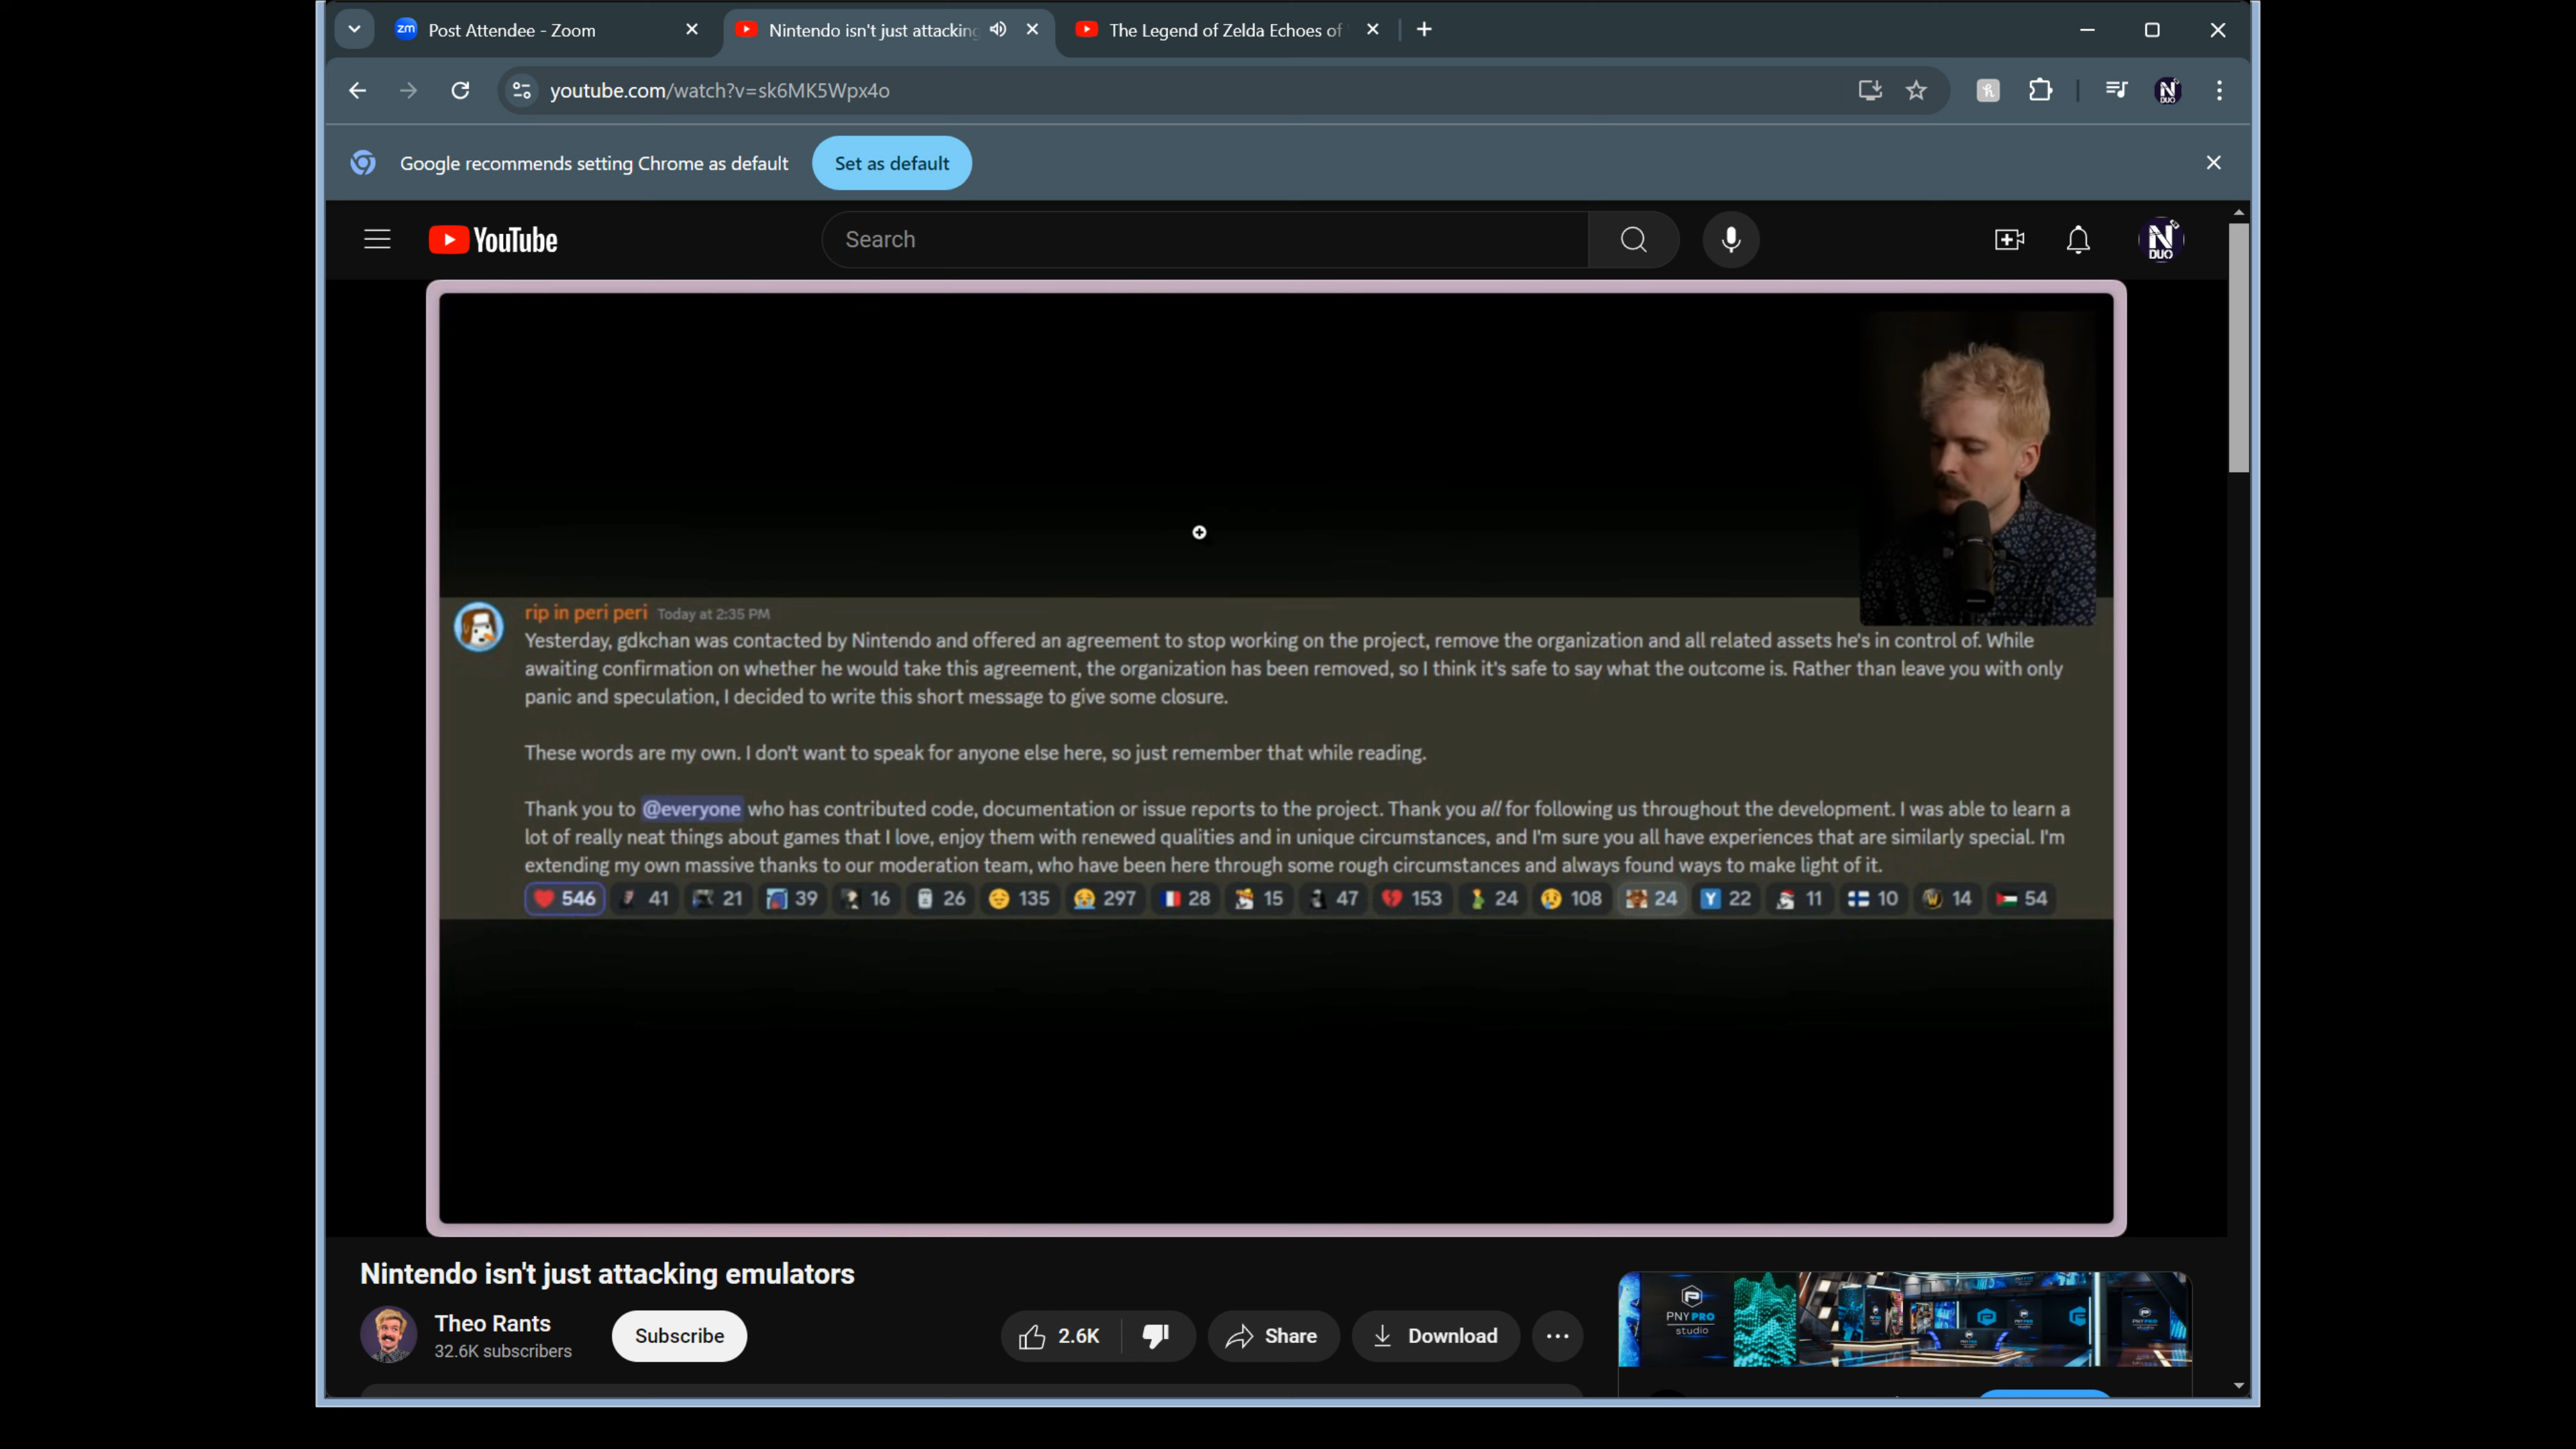 Post Attendee - Zoom
Nintendo isn't just attacking
The Legend of Zelda Echoes of
youtube.com/watch?v=sk6MK5Wpx4o
Google recommends setting Chrome as default
Set as default
YouTube
Search
rip in peri peri Today at 2:35 PM
Yesterday, gdkchan was contacted by Nintendo and offered an agreement to stop working on the project, remove the organization and all related assets he's in control of. While
awaiting confirmation on whether he would take this agreement, the organization has been removed, so I think it's safe to say what the outcome is. Rather than leave you with only
panic and speculation, I decided to write this short message to give some closure.
These words are my own. I don't want to speak for anyone else here, so just remember that while reading.
Thank you to @everyone who has contributed code, documentation or issue reports to the project. Thank you all for following us throughout the development. I was able to learn a
lot of really neat things about games that I love, enjoy them with renewed qualities and in unique circumstances, and I'm sure you all have experiences that are similarly special. I'm
extending my own massive thanks to our moderation team, who have been here through some rough circumstances and always found ways to make light of it.
546 41 21 39 16 26 135 297 28 15 47 153 24 108 24 22 11 10 14 54
Nintendo isn't just attacking emulators
Theo Rants
32.6K subscribers
Subscribe
2.6K
Share
Download
PNY PRO
studio
zm
N
DUO
N
DUO